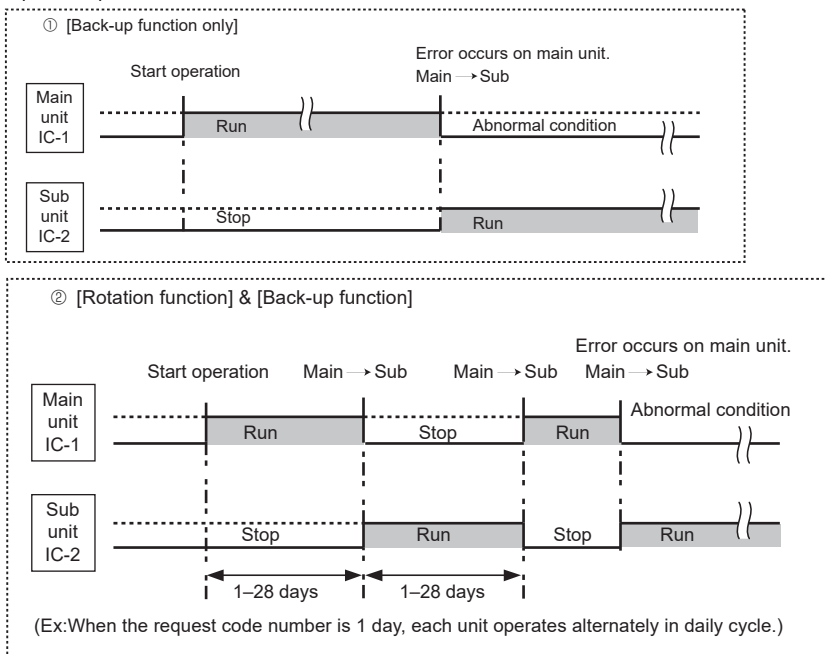 ① [Back-up function only]
Error occurs on main unit.
Start operation
Main → Sub
Main
unit
IC-1
Run
Abnormal condition
Sub
unit
IC-2
Stop
Run
② [Rotation function] & [Back-up function]
Error occurs on main unit.
Start operation
Main → Sub
Main → Sub
Main → Sub
Main
unit
IC-1
Run
Stop
Run
Abnormal condition
Sub
unit
IC-2
Stop
Run
Stop
Run
1–28 days
1–28 days
(Ex:When the request code number is 1 day, each unit operates alternately in daily cycle.)